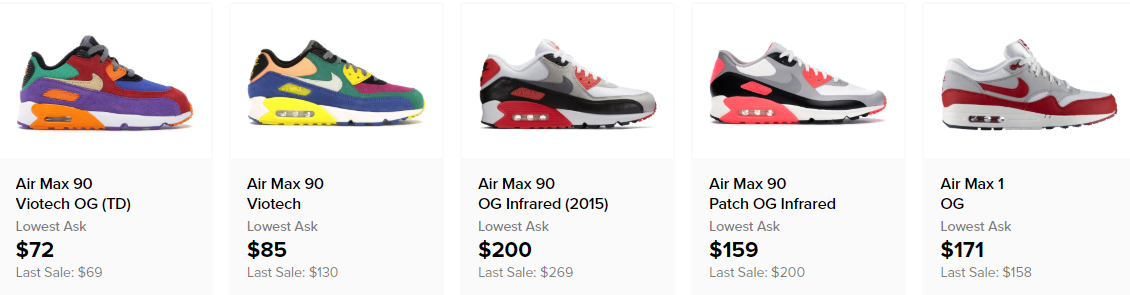 Air Max 90
Viotech OG (TD)
Lowest Ask
$72
Last Sale: $69
Air Max 90
Viotech
Lowest Ask
$85
Last Sale: $130
Air Max 90
OG Infrared (2015)
Lowest Ask
$200
Last Sale: $269
Air Max 90
Patch OG Infrared
Lowest Ask
$159
Last Sale: $200
Air Max 1
OG
Lowest Ask
$171
Last Sale: $158